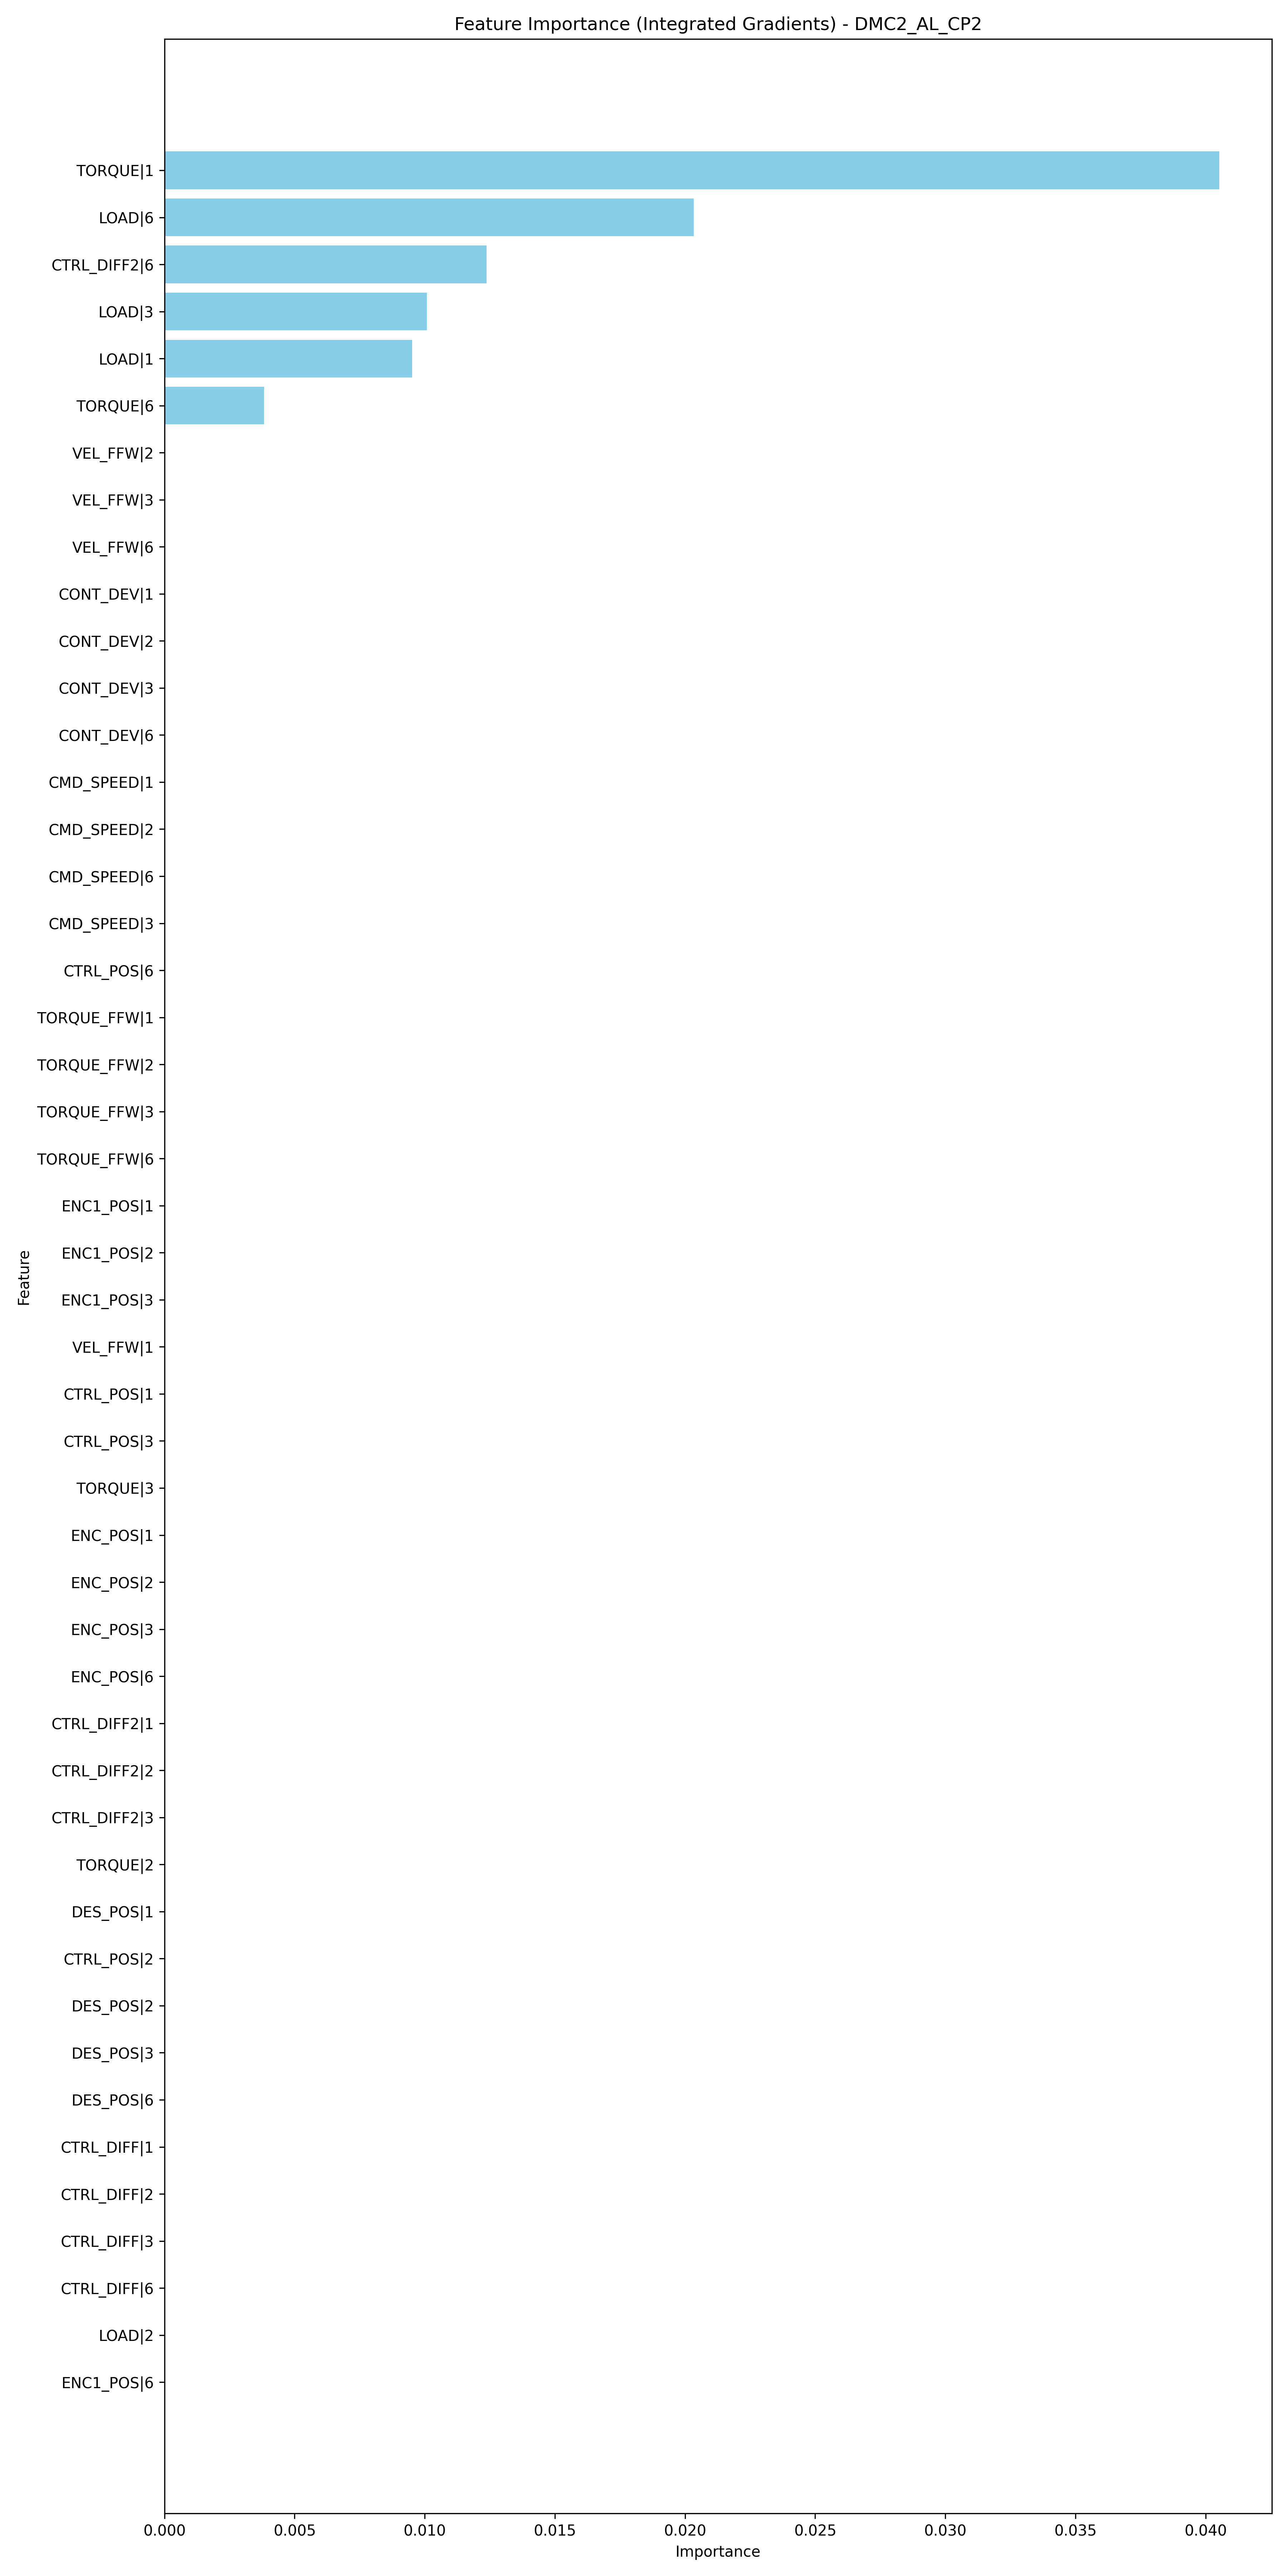 Feature Importance (Integrated Gradients) - DMC2_AL_CP2
TORQUE|1
LOAD|6
CTRL_DIFF2|6
LOAD|3
LOAD|1
TORQUE|6
VEL_FFW|2
VEL_FFW|3
VEL_FFW|6
CONT_DEV|1
CONT_DEV|2
CONT_DEV|3
CONT_DEV|6
CMD_SPEED|1
CMD_SPEED|2
CMD_SPEED|6
CMD_SPEED|3
CTRL_POS|6
TORQUE_FFW|1
TORQUE_FFW|2
TORQUE_FFW|3
TORQUE_FFW|6
ENC1_POS|1
ENC1_POS|2
ENC1_POS|3
VEL_FFW|1
CTRL_POS|1
CTRL_POS|3
TORQUE|3
ENC_POS|1
ENC_POS|2
ENC_POS|3
ENC_POS|6
CTRL_DIFF2|1
CTRL_DIFF2|2
CTRL_DIFF2|3
TORQUE|2
DES_POS|1
CTRL_POS|2
DES_POS|2
DES_POS|3
DES_POS|6
CTRL_DIFF|1
CTRL_DIFF|2
CTRL_DIFF|3
CTRL_DIFF|6
LOAD|2
ENC1_POS|6
Feature
0.000 0.005 0.010 0.015 0.020 0.025 0.030 0.035 0.040
Importance